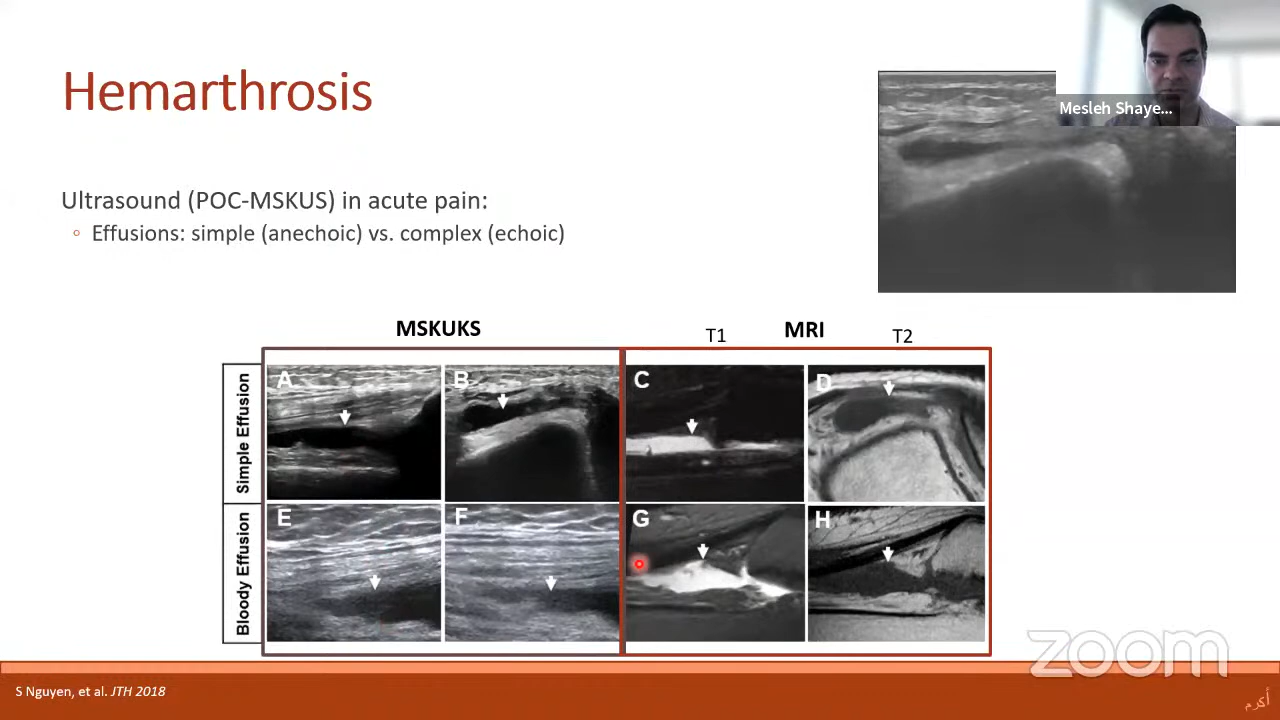 Hemarthrosis
Mesleh Shaye...
Ultrasound (POC-MSKUS) in acute pain:
◦ Effusions: simple (anechoic) vs. complex (echoic)
MSKUKS
T1
MRI
T2
Simple Effusion
A
B
C
D
Bloody Effusion
E
F
G
H
zoom
S Nguyen, et al. JTH 2018
أكرم